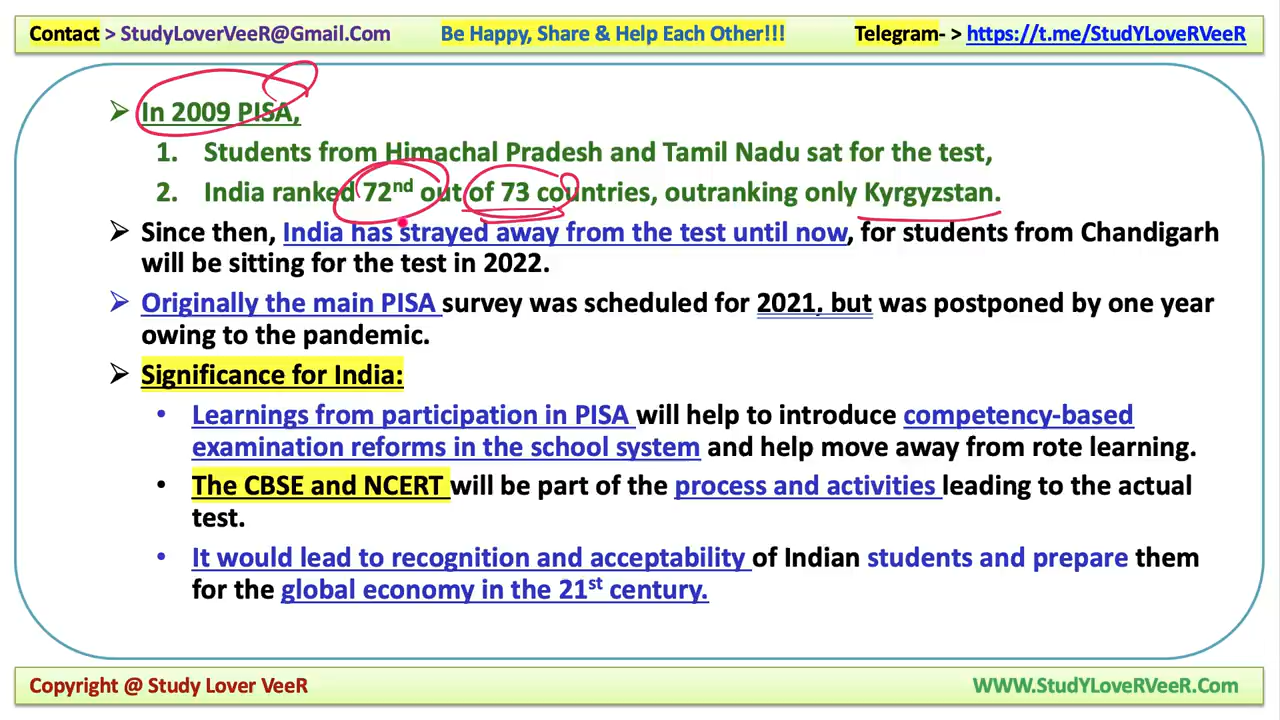 Contact > StudyLoverVeeR@Gmail.Com Be Happy, Share & Help Each Other!!! Telegram- > https://t.me/StudYLoveRVeeR
➢ In 2009 PISA,
1. Students from Himachal Pradesh and Tamil Nadu sat for the test,
2. India ranked 72nd out of 73 countries, outranking only Kyrgyzstan.
➢ Since then, India has strayed away from the test until now, for students from Chandigarh
will be sitting for the test in 2022.
➢ Originally the main PISA survey was scheduled for 2021, but was postponed by one year
owing to the pandemic.
➢ Significance for India:
• Learnings from participation in PISA will help to introduce competency-based
examination reforms in the school system and help move away from rote learning.
• The CBSE and NCERT will be part of the process and activities leading to the actual
test.
• It would lead to recognition and acceptability of Indian students and prepare them
for the global economy in the 21st century.
Copyright @ Study Lover VeeR WWW.StudYLoveRVeeR.Com